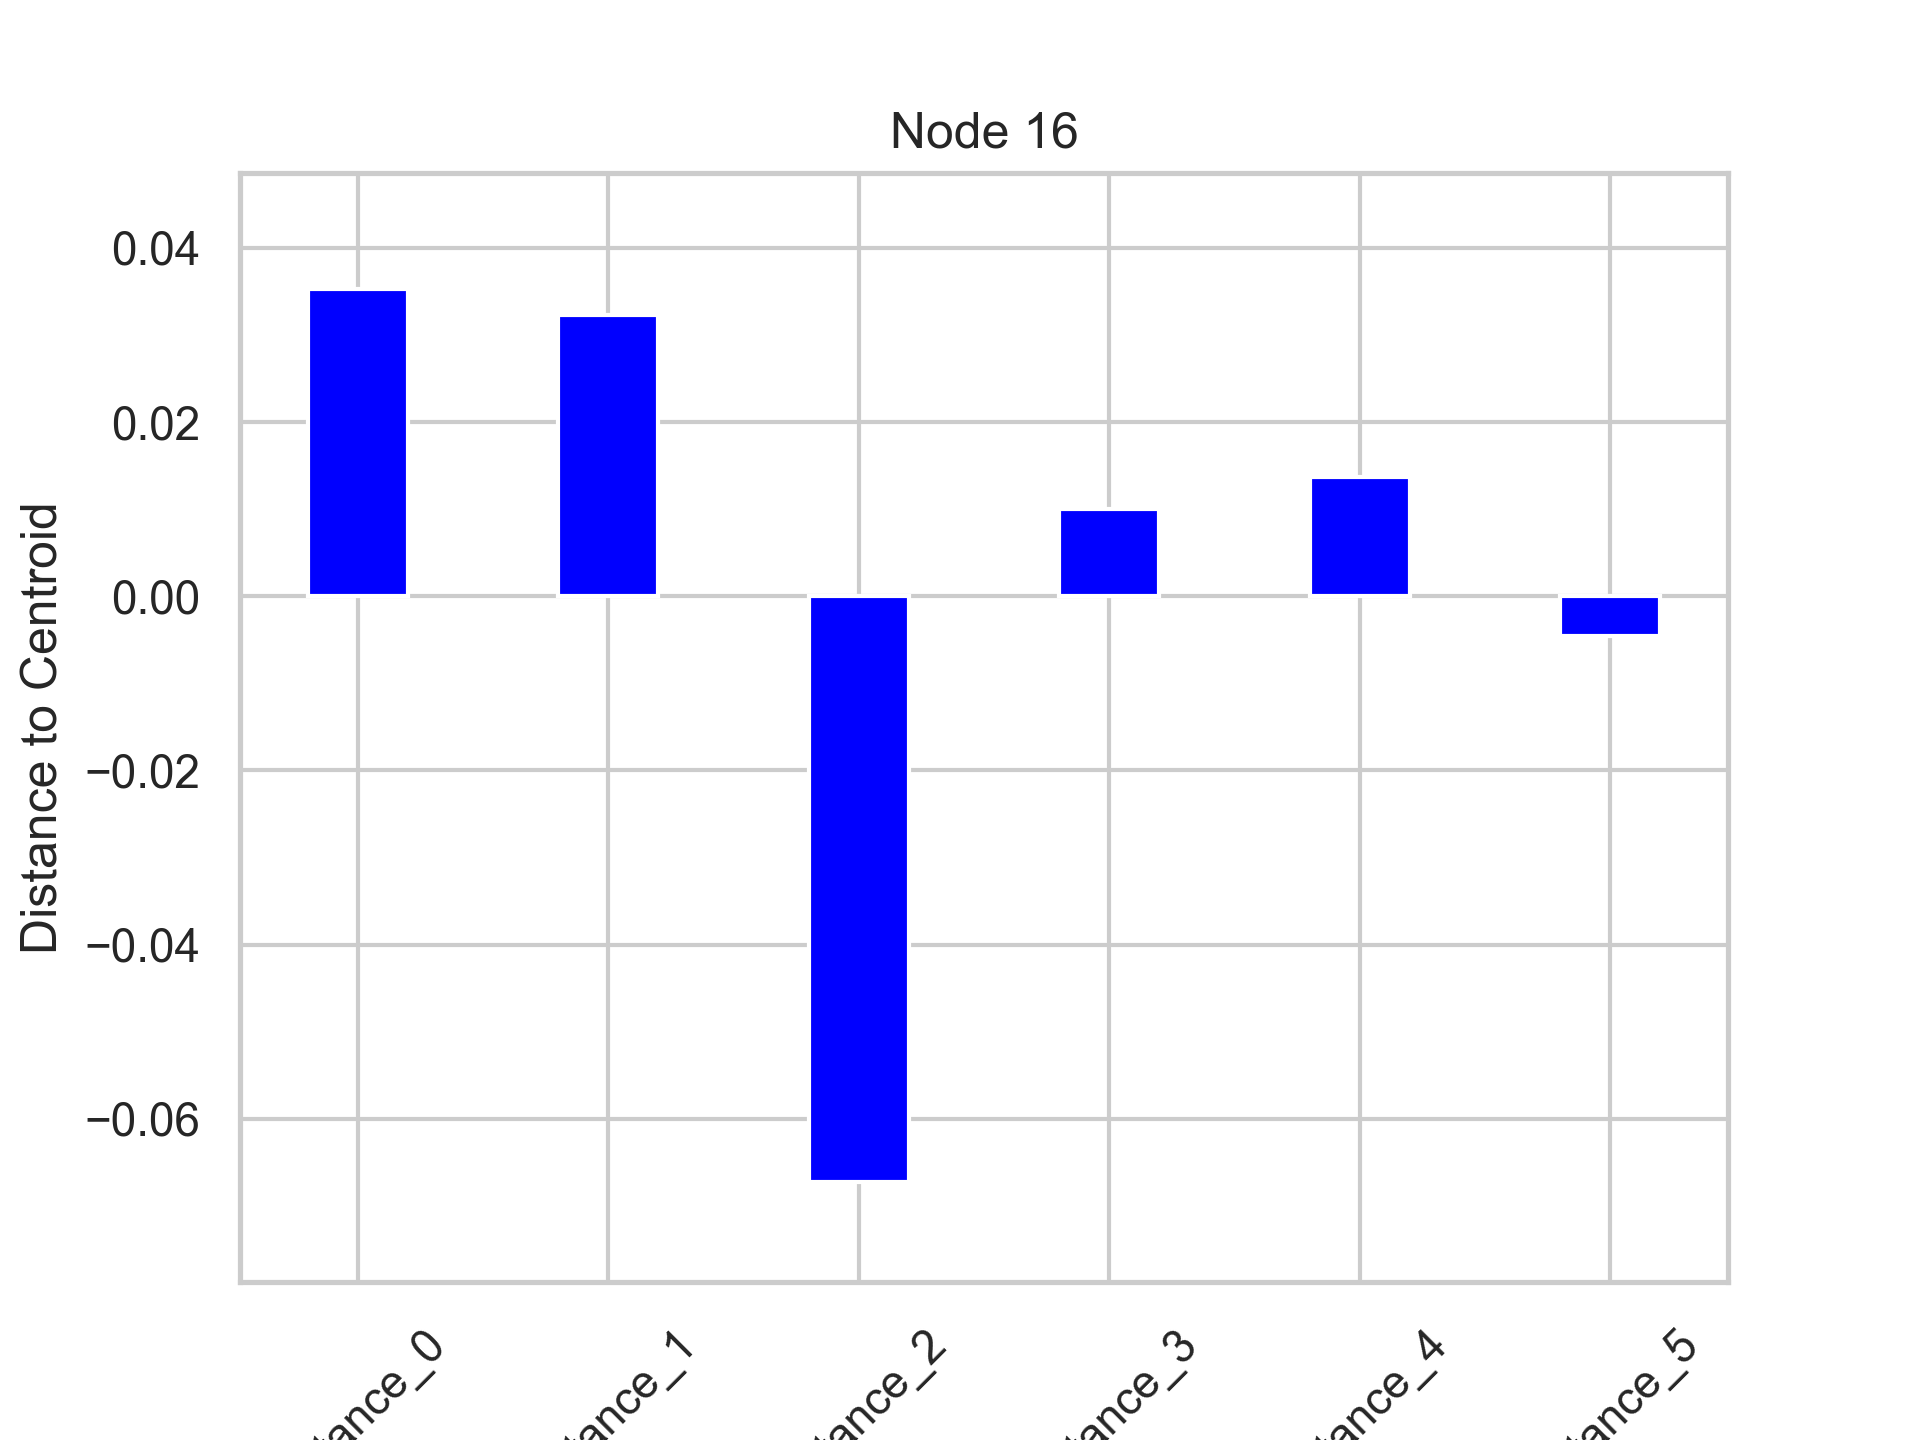 Node 16
0.04
0.02
0.00
−0.02
−0.04
−0.06
Distance to Centroid
tance_0
tance_1
tance_2
tance_3
tance_4
tance_5